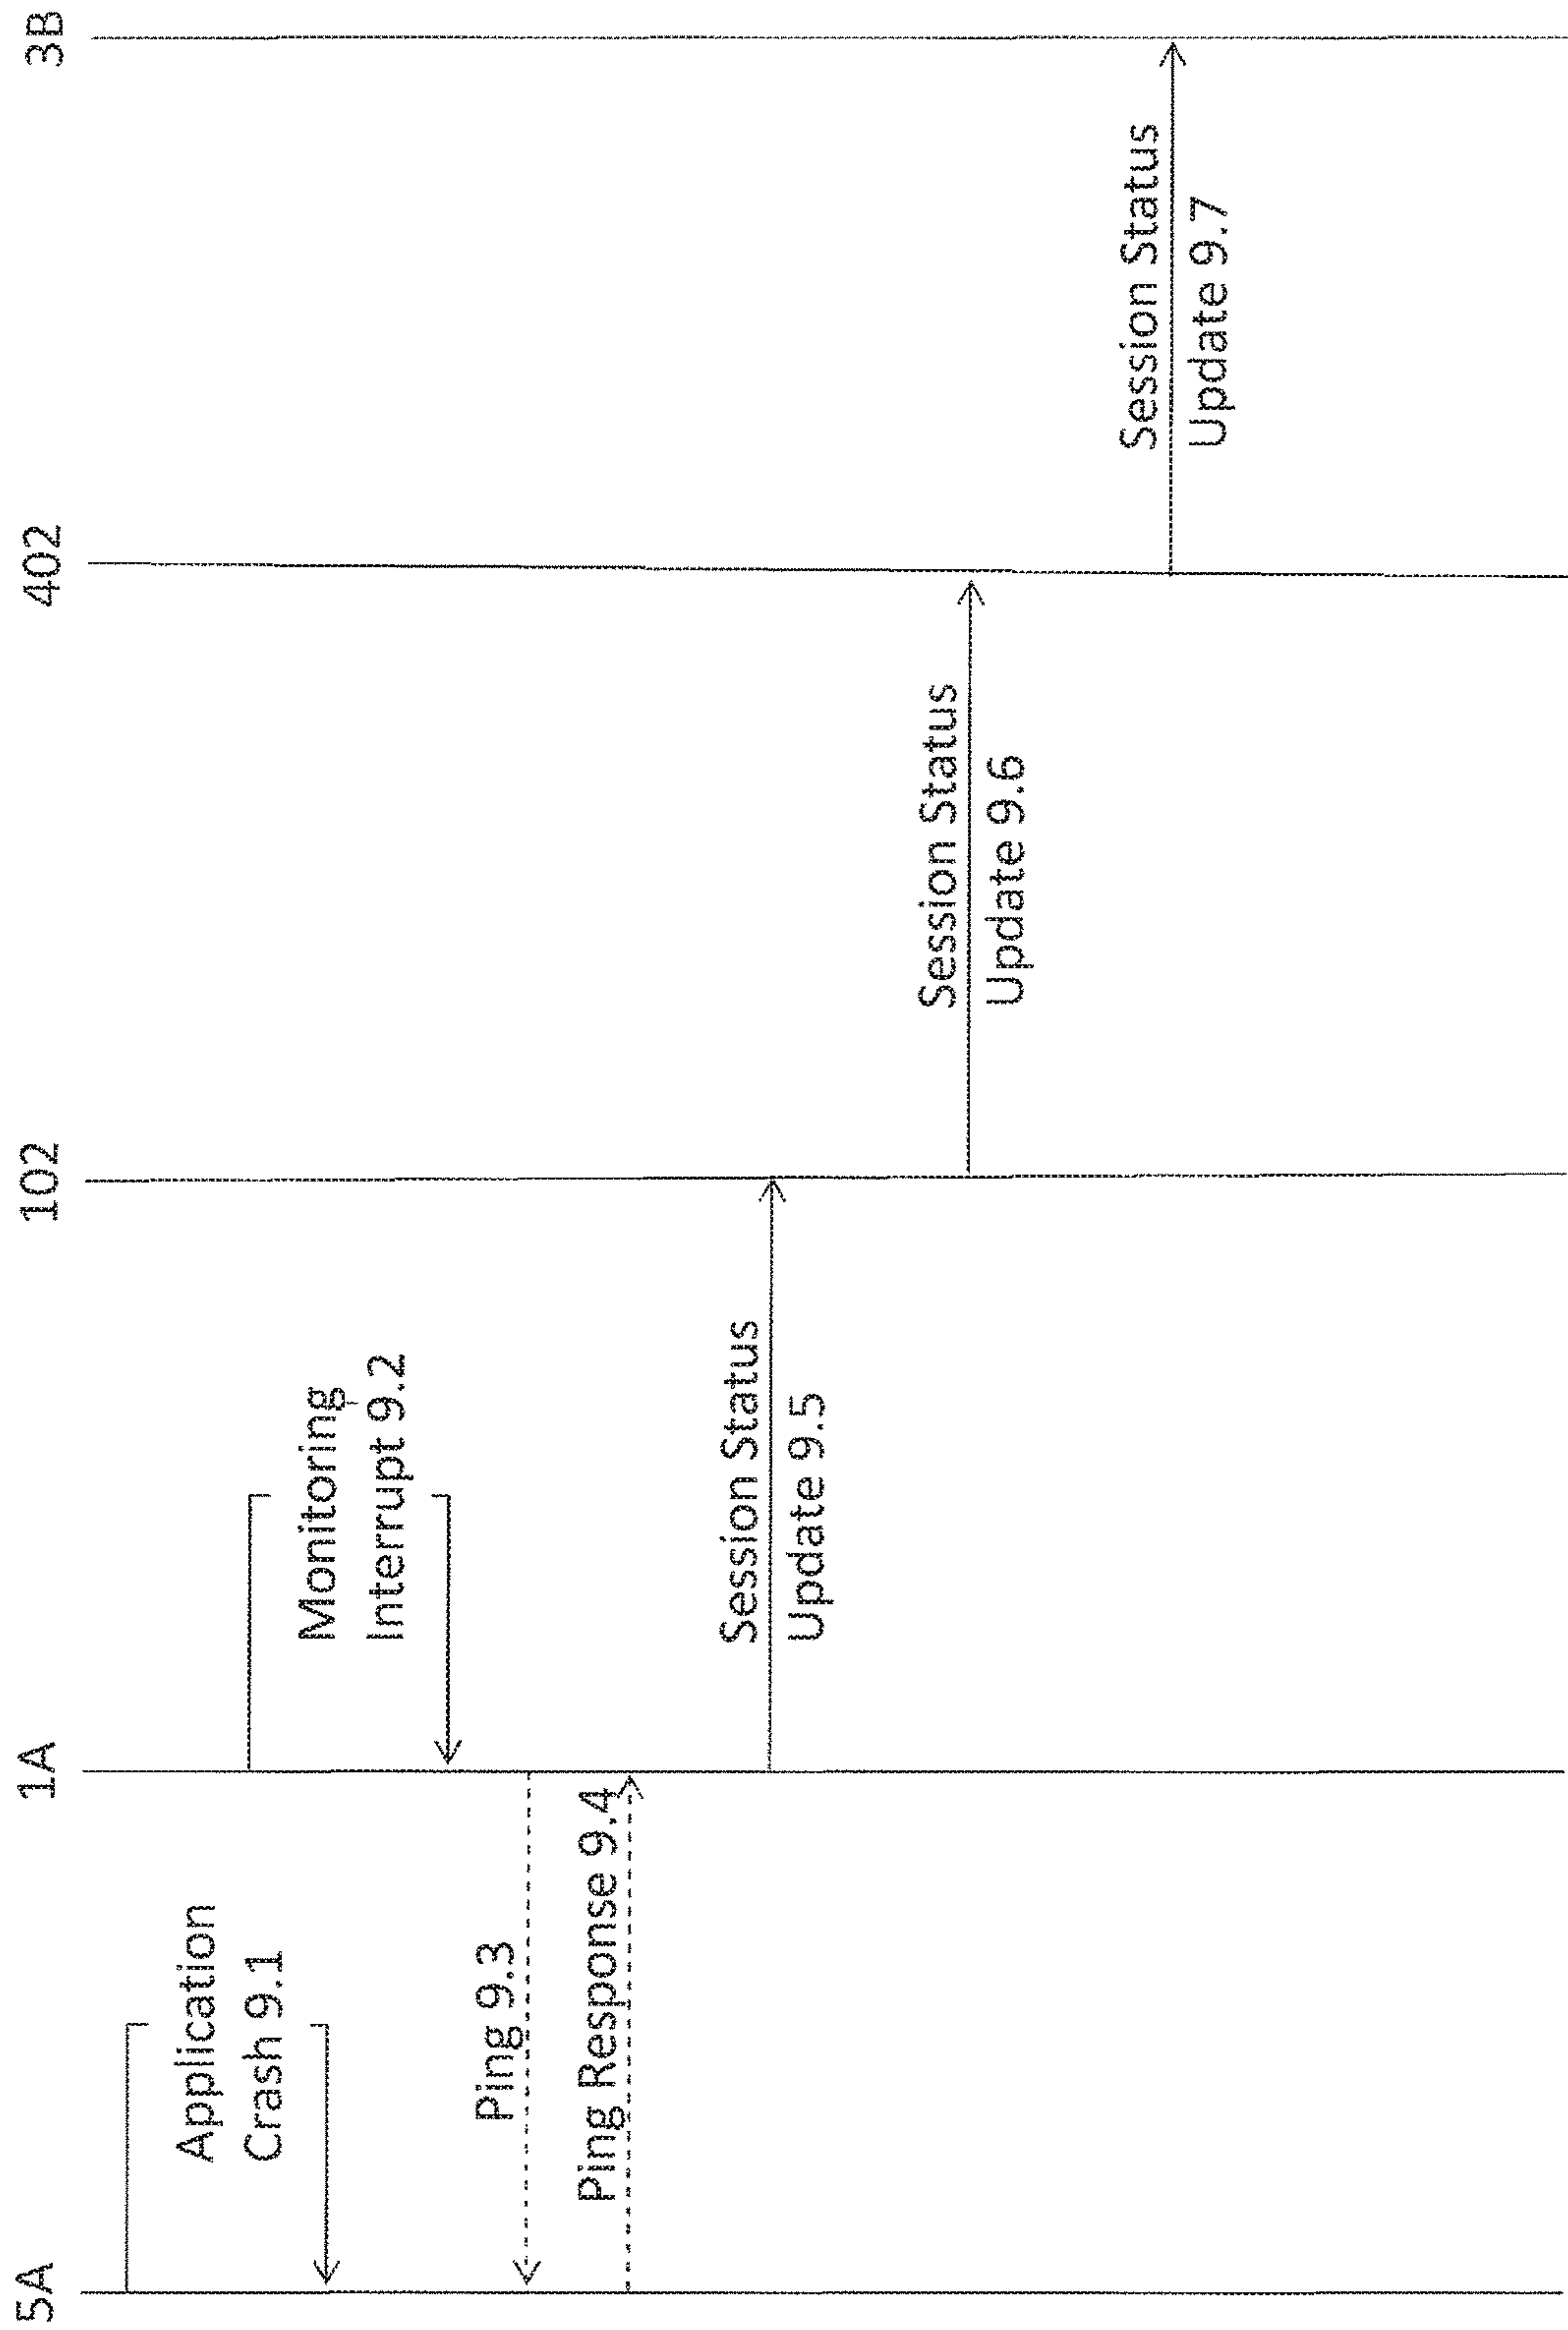 5A
1A
102
402
3B
Application
Crash 9.1
Monitoring
Interrupt 9.2
Ping 9.3
Ping Response 9.4
Session Status
Update 9.5
Session Status
Update 9.6
Session Status
Update 9.7